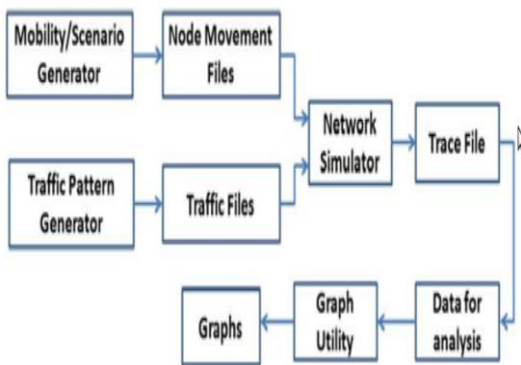 Mobility/Scenario
Generator
Node Movement
Files
Network
Simulator
Trace File
Traffic Pattern
Generator
Traffic Files
Graphs
Graph
Utility
Data for
analysis